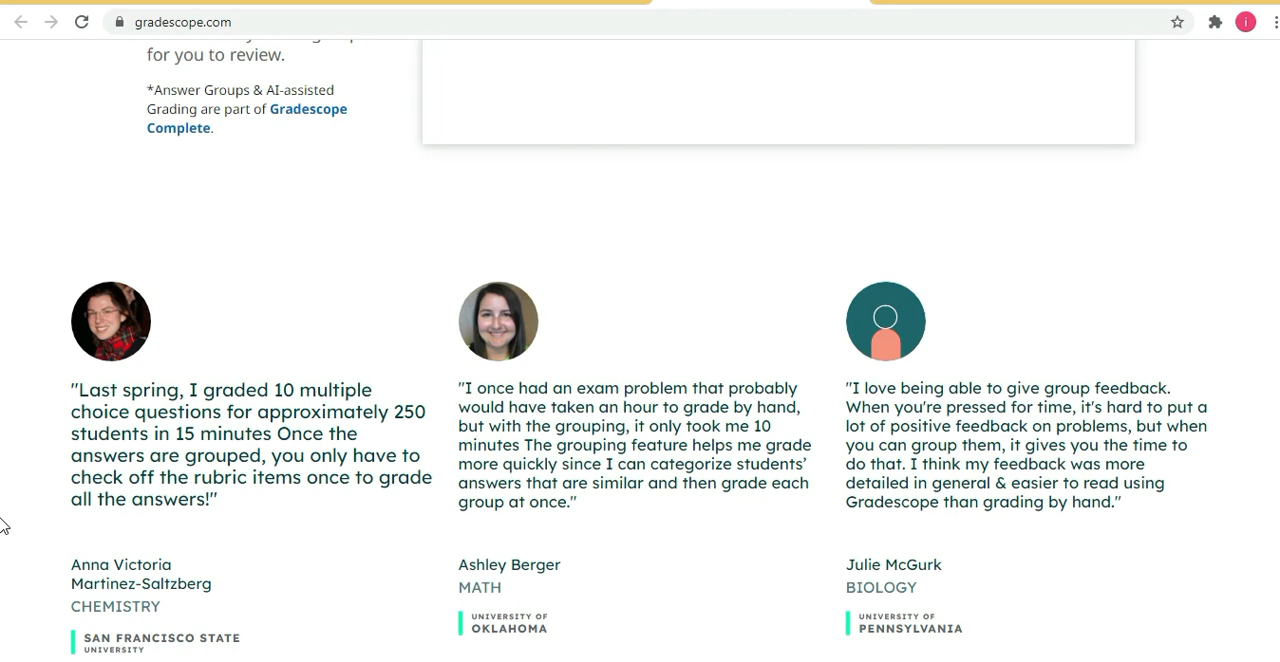 gradescope.com
i
for you to review.
*Answer Groups & AI-assisted
Grading are part of Gradescope
Complete.
"Last spring, I graded 10 multiple
choice questions for approximately 250
students in 15 minutes Once the
answers are grouped, you only have to
check off the rubric items once to grade
all the answers!"
Anna Victoria
Martinez-Saltzberg
CHEMISTRY
SAN FRANCISCO STATE
UNIVERSITY
"I once had an exam problem that probably
would have taken an hour to grade by hand,
but with the grouping, it only took me 10
minutes The grouping feature helps me grade
more quickly since I can categorize students’
answers that are similar and then grade each
group at once."
Ashley Berger
MATH
UNIVERSITY OF
OKLAHOMA
"I love being able to give group feedback.
When you're pressed for time, it's hard to put a
lot of positive feedback on problems, but when
you can group them, it gives you the time to
do that. I think my feedback was more
detailed in general & easier to read using
Gradescope than grading by hand."
Julie McGurk
BIOLOGY
UNIVERSITY OF
PENNSYLVANIA